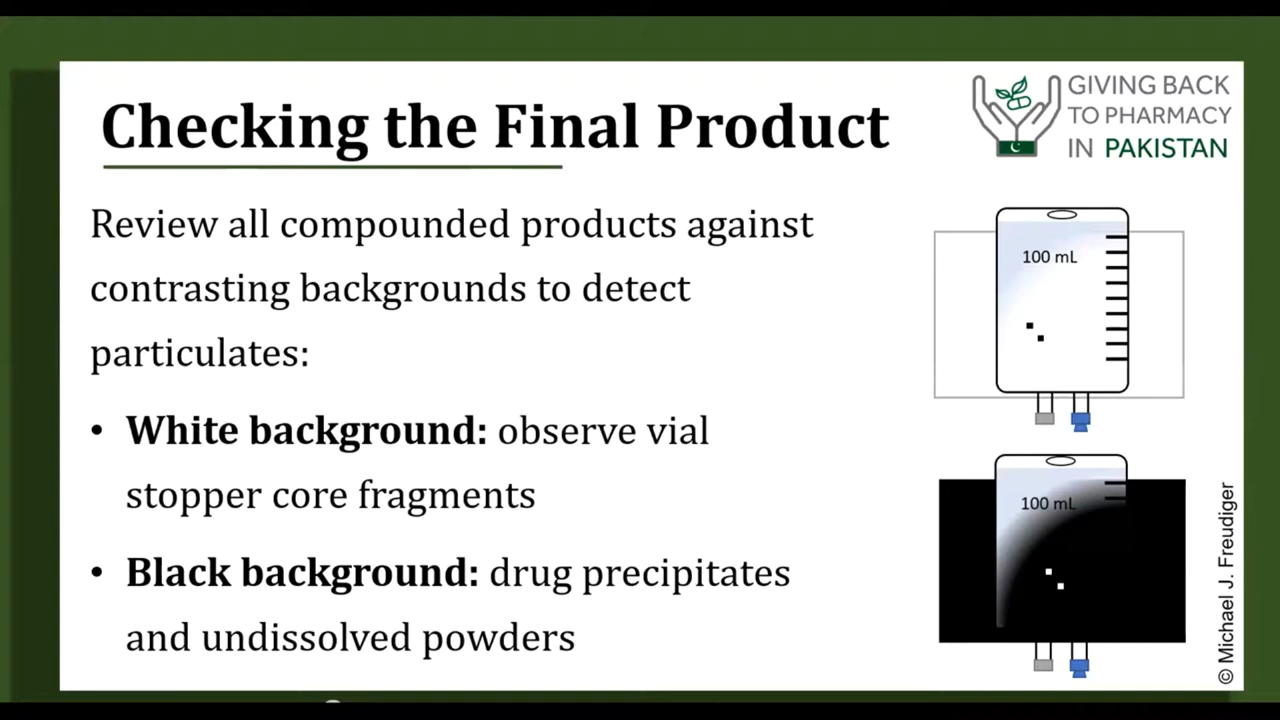 Checking the Final Product
GIVING BACK
TO PHARMACY
IN PAKISTAN
Review all compounded products against
contrasting backgrounds to detect
particulates:
• White background: observe vial
stopper core fragments
• Black background: drug precipitates
and undissolved powders
100 mL
100 mL
© Michael J. Freudiger